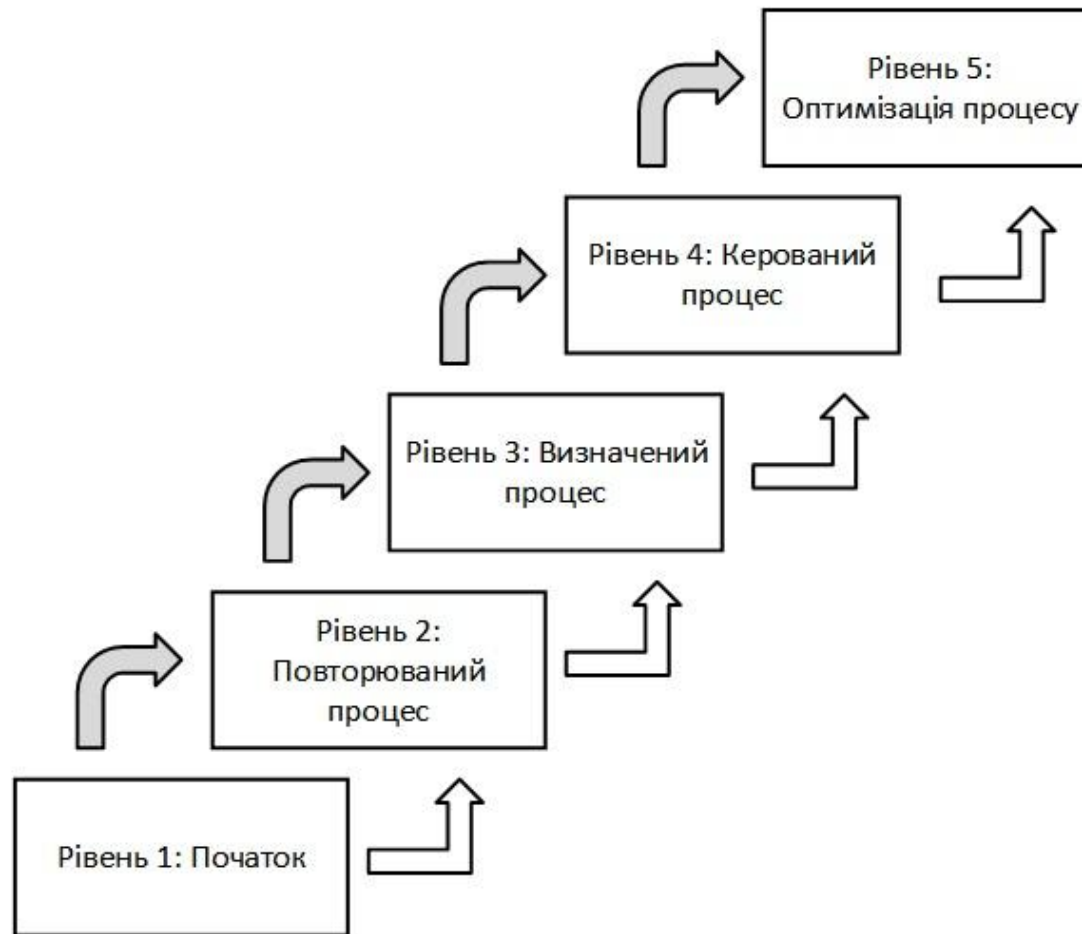 Рівень 5:
Оптимізація процесу
Рівень 4: Керований
процес
Рівень 3: Визначений
процес
Рівень 2:
Повторюваний
процес
Рівень 1: Початок